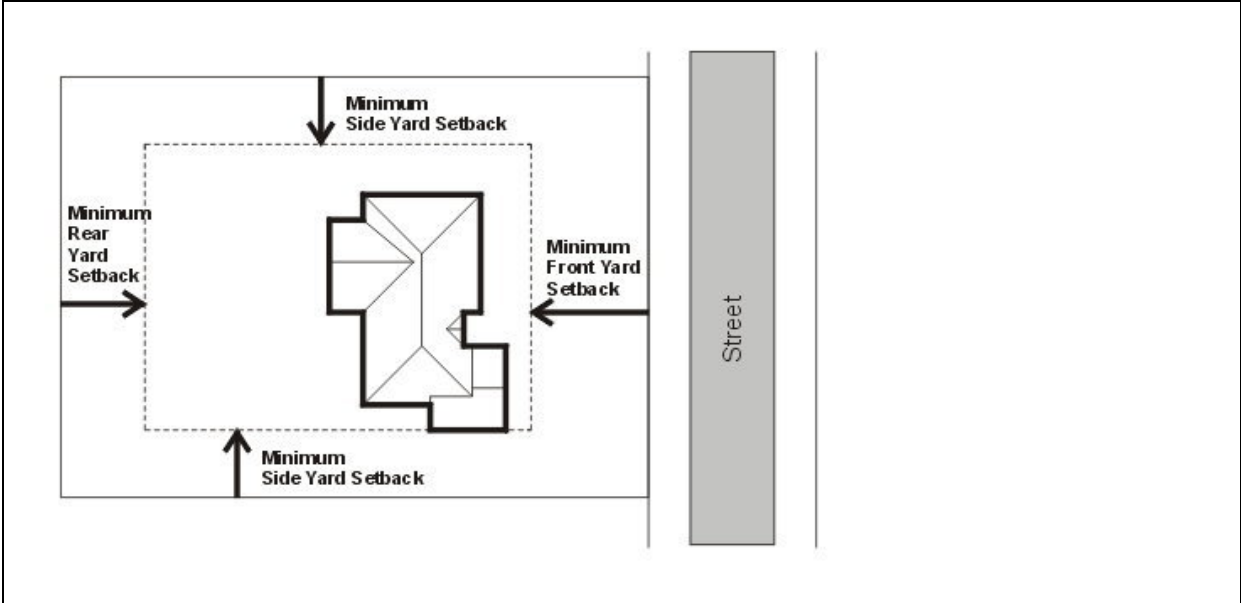 Minimum
Side Yard Setback
Minimum
Rear
Yard
Setback
Minimum
Front Yard
Setback
Street
Minimum
Side Yard Setback